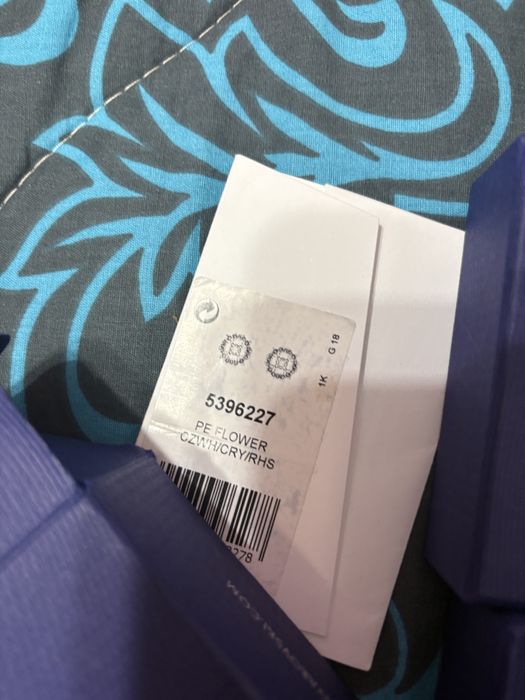 G 18
1K
5396227
PE FLOWER
CZWH/CRY/RHS